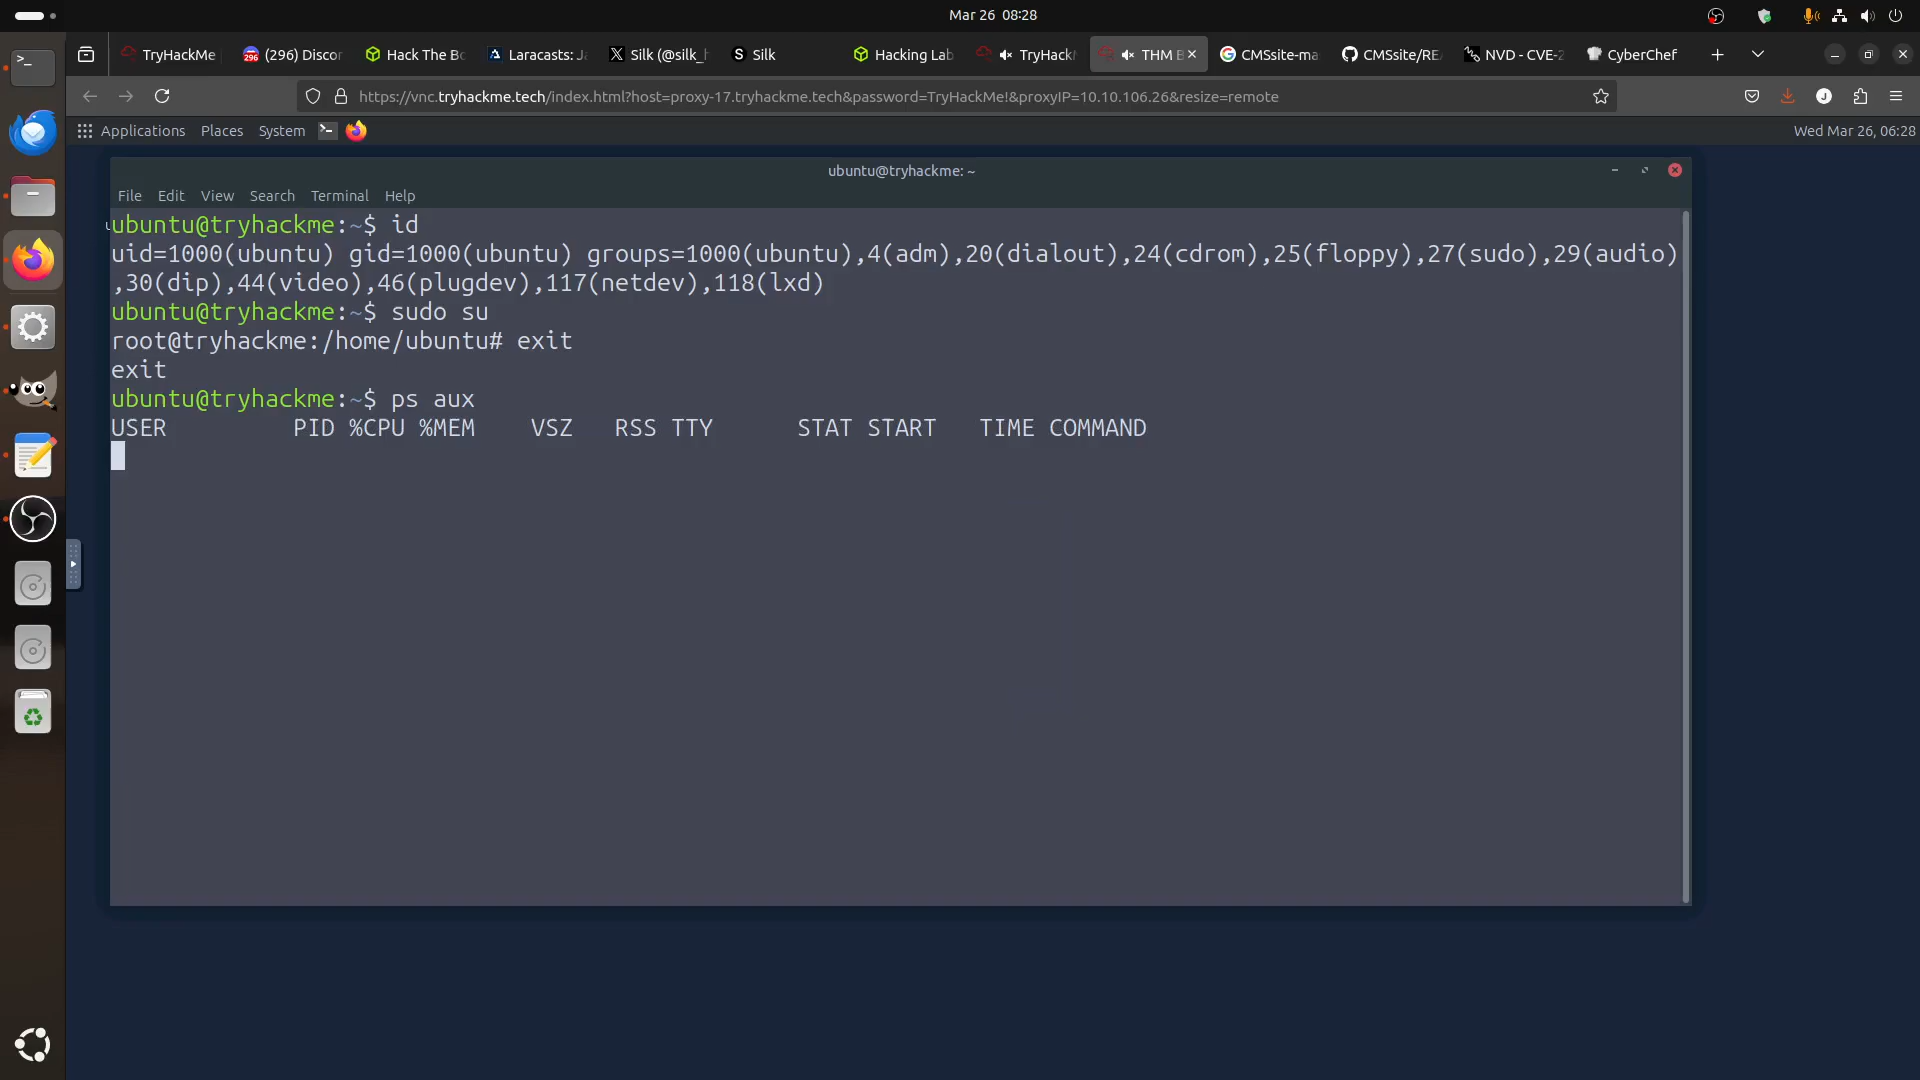 Mar 26 08:28
TryHackMe
(296) Discor
Hack The Bo
Laracasts: Ja
Silk (@silk_h
Silk
Hacking Lab
TryHackM
THM B
CMSsite-ma
CMSsite/REA
NVD - CVE-2
CyberChef
https://vnc.tryhackme.tech/index.html?host=proxy-17.tryhackme.tech&password=TryHackMe!&proxyIP=10.10.106.26&resize=remote
Applications Places System
Wed Mar 26, 06:28
ubuntu@tryhackme: ~
File Edit View Search Terminal Help
ubuntu@tryhackme:~$ id
uid=1000(ubuntu) gid=1000(ubuntu) groups=1000(ubuntu),4(adm),20(dialout),24(cdrom),25(floppy),27(sudo),29(audio)
,30(dip),44(video),46(plugdev),117(netdev),118(lxd)
ubuntu@tryhackme:~$ sudo su
root@tryhackme:/home/ubuntu# exit
exit
ubuntu@tryhackme:~$ ps aux
USER PID %CPU %MEM VSZ RSS TTY STAT START TIME COMMAND